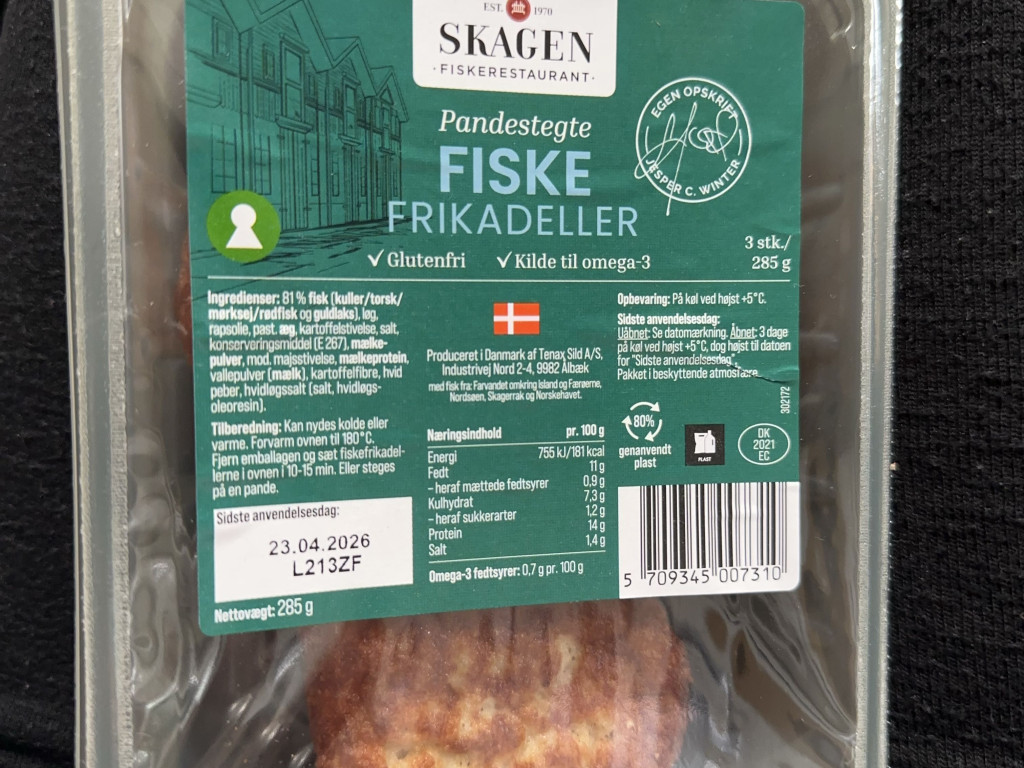 EST. 1970
SKAGEN
·FISKERESTAURANT·
Pandestegte
FISKE
FRIKADELLER
✓ Glutenfri ✓ Kilde til omega-3
EGEN OPSKRIFT
JESPER C. WINTER
3 stk./
285 g
Ingredienser: 81 % fisk (kuller/torsk/
mørksej/rødfisk og guldlaks), løg,
rapsolie, past. æg, kartoffelstivelse, salt,
konserveringsmiddel (E 267), mælke-
pulver, mod. majsstivelse, mælkeprotein,
vallepulver (mælk), kartoffelfibre, hvid
peber, hvidløgssalt (salt, hvidløgs-
oleoresin).
Tilberedning: Kan nydes kolde eller
varme. Forvarm ovnen til 180°C.
Fjern emballagen og sæt fiskefrikadel-
lerne i ovnen i 10-15 min. Eller steges
på en pande.
Sidste anvendelsesdag:
23.04.2026
L213ZF
Nettovægt: 285 g
Produceret i Danmark af Tenax Sild A/S,
Industrivej Nord 2-4, 9982 Ålbæk
med fisk fra: Farvandet omkring Island og Færøerne,
Nordsøen, Skagerrak og Norskehavet.
Næringsindhold pr. 100 g
Energi 755 kJ/181 kcal
Fedt 11 g
- heraf mættede fedtsyrer 0,9 g
Kulhydrat 7,3 g
- heraf sukkerarter 1,2 g
Protein 14 g
Salt 1,4 g
Omega-3 fedtsyrer: 0,7 g pr. 100 g
Opbevaring: På køl ved højst +5°C.
Sidste anvendelsesdag:
Uåbnet: Se datomærkning. Åbnet: 3 dage
på køl ved højst +5°C, dog højst til datoen
for "Sidste anvendelsesdag".
Pakket i beskyttende atmosfære.
302172
80%
genanvendt
plast
PLAST
DK
2021
EC
5 709345 007310